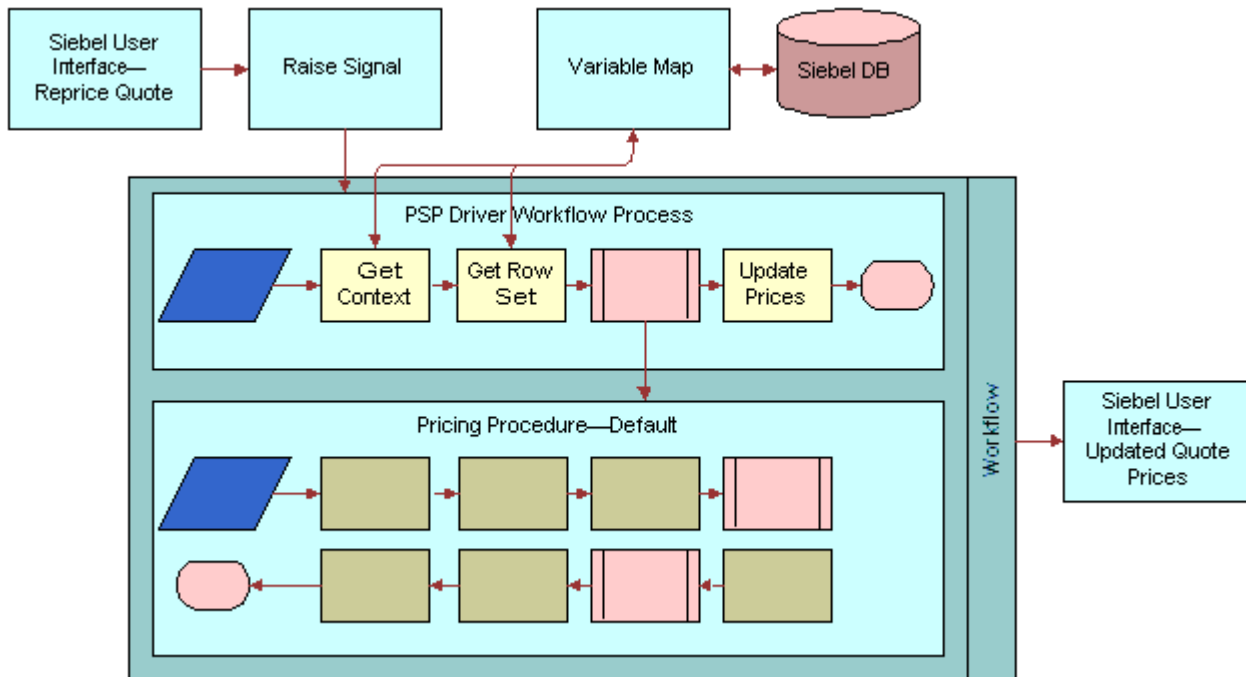 Siebel User
Interface—
Reprice Quote
Raise Signal
Variable Map
Siebel DB
PSP Driver Workflow Process
Get
Context
Get Row
Set
Update
Prices
Pricing Procedure—Default
Workflow
Siebel User
Interface—
Updated Quote
Prices